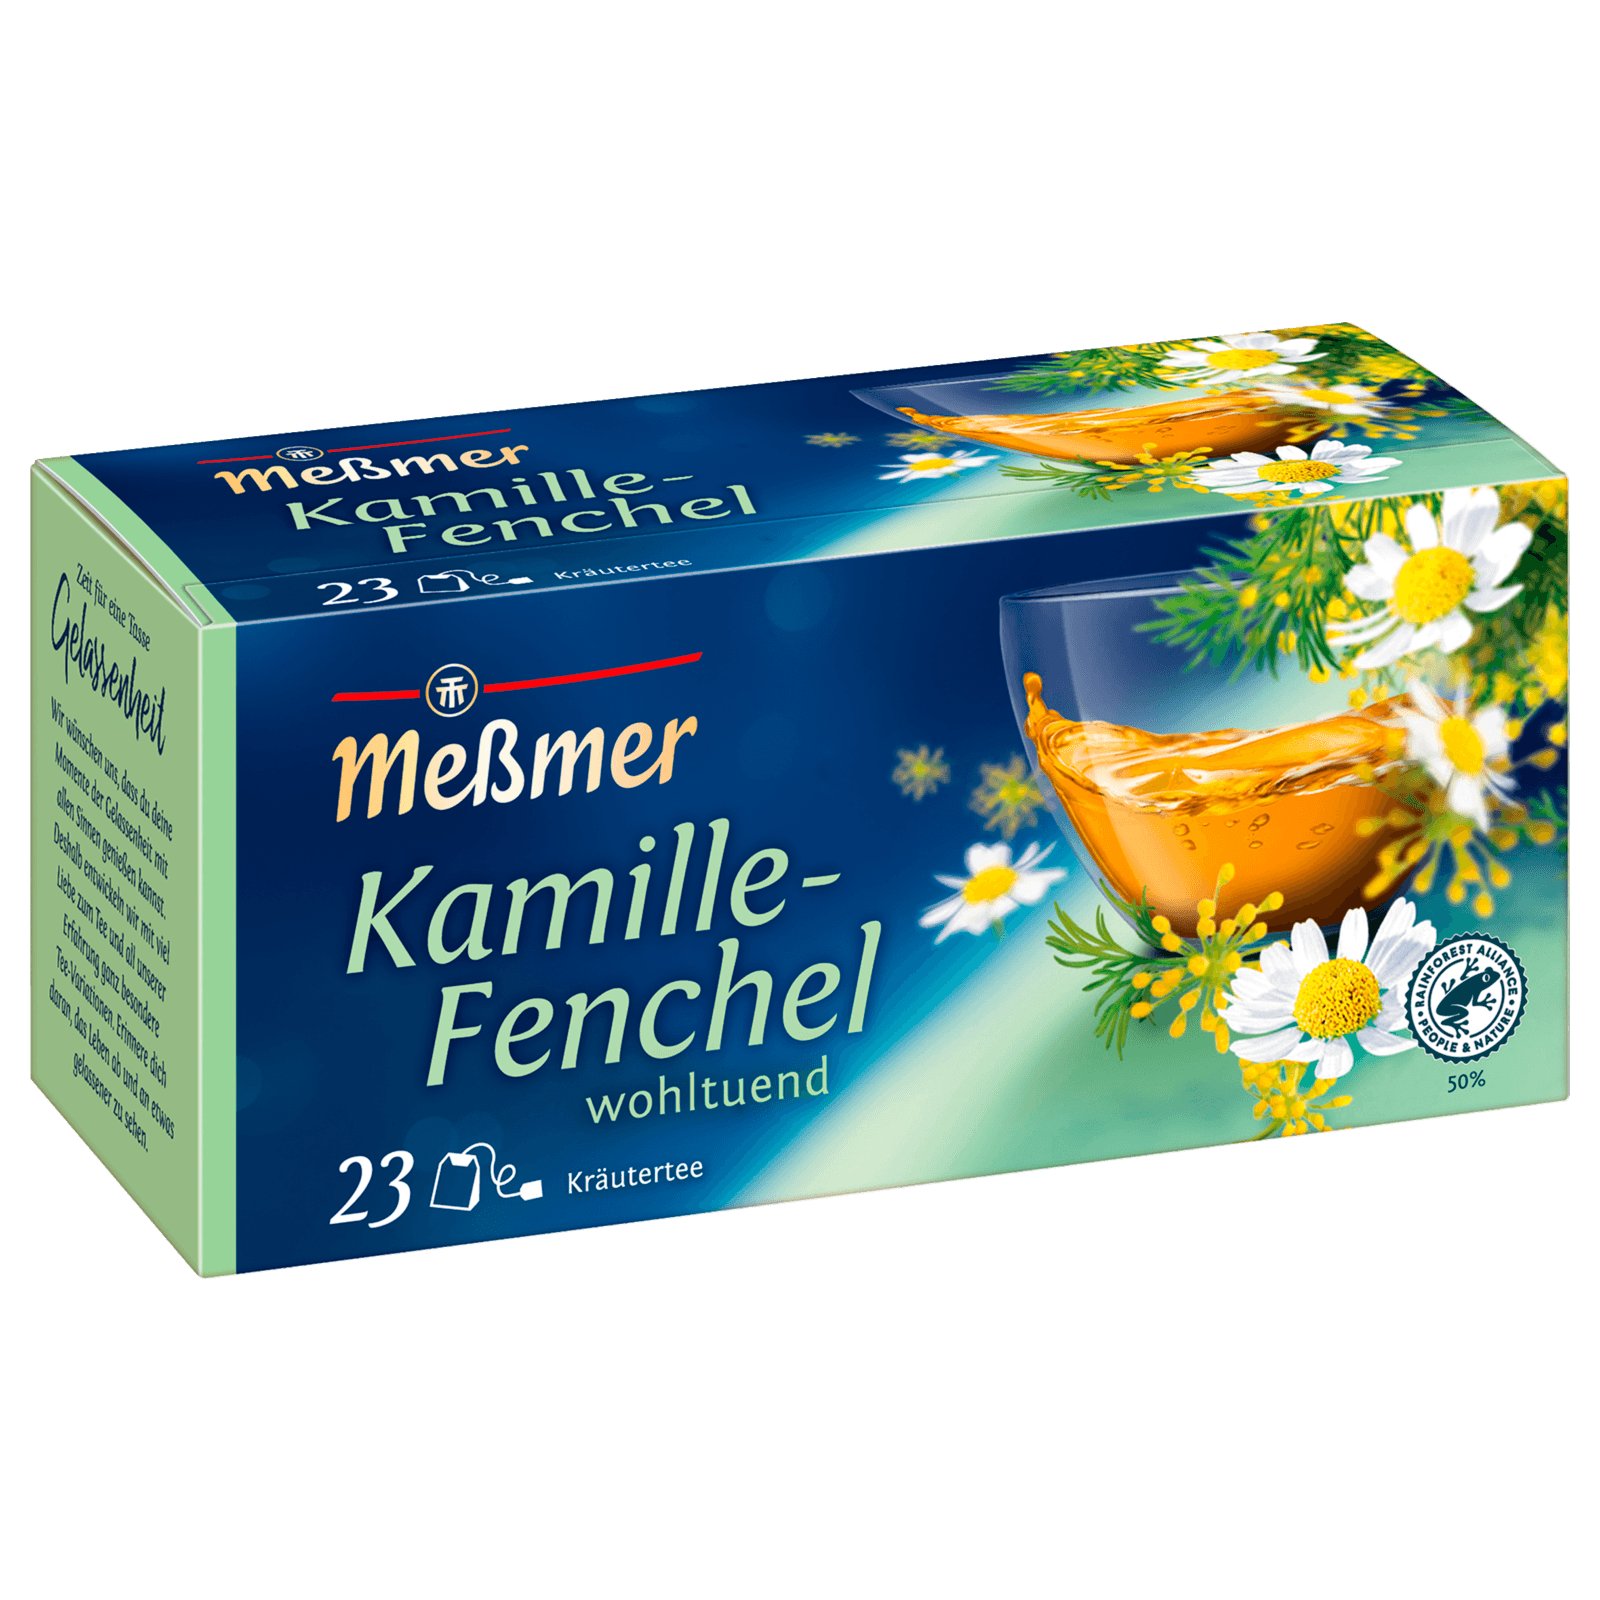 Meßmer
Kamille-
Fenchel
23
Kräutertee
Zeit für eine Tasse
Gelassenheit
Wir wünschen uns, dass du deine
Momente der Gelassenheit mit
allen Sinnen genießen kannst.
Deshalb entwickeln wir mit viel
Liebe zum Tee und all unserer
Erfahrung ganz besondere
Tee-Variationen. Erinnere dich
daran, das Leben ab und an etwas
gelassener zu sehen.
Meßmer
Kamille-
Fenchel
wohltuend
23
Kräutertee
RAINFOREST ALLIANCE
PEOPLE & NATURE
50%